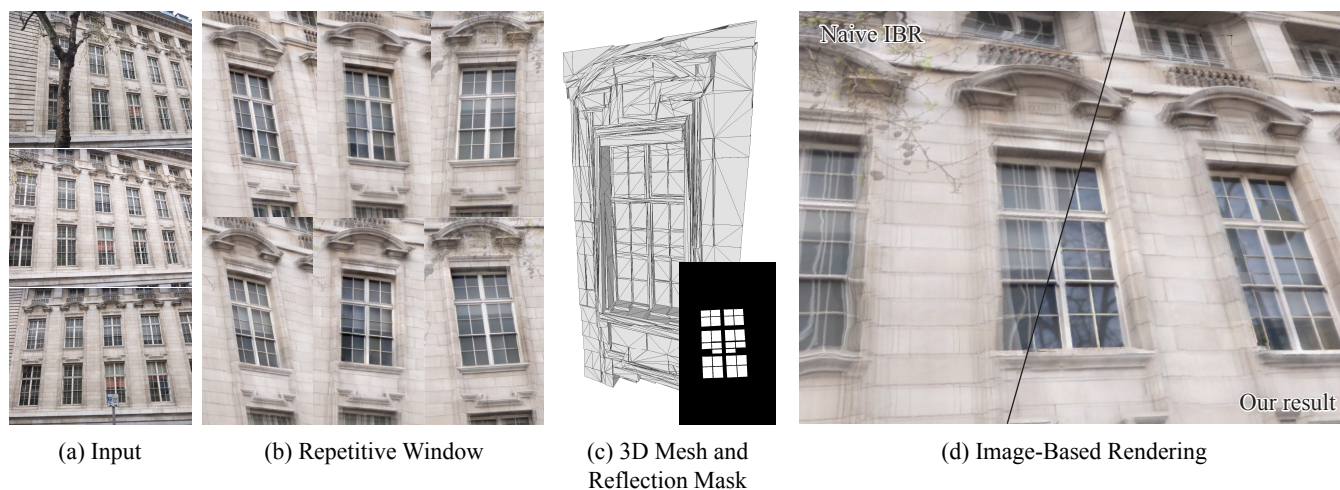 Naive IBR
Our result
(a) Input
(b) Repetitive Window
(c) 3D Mesh and
Reflection Mask
(d) Image-Based Rendering